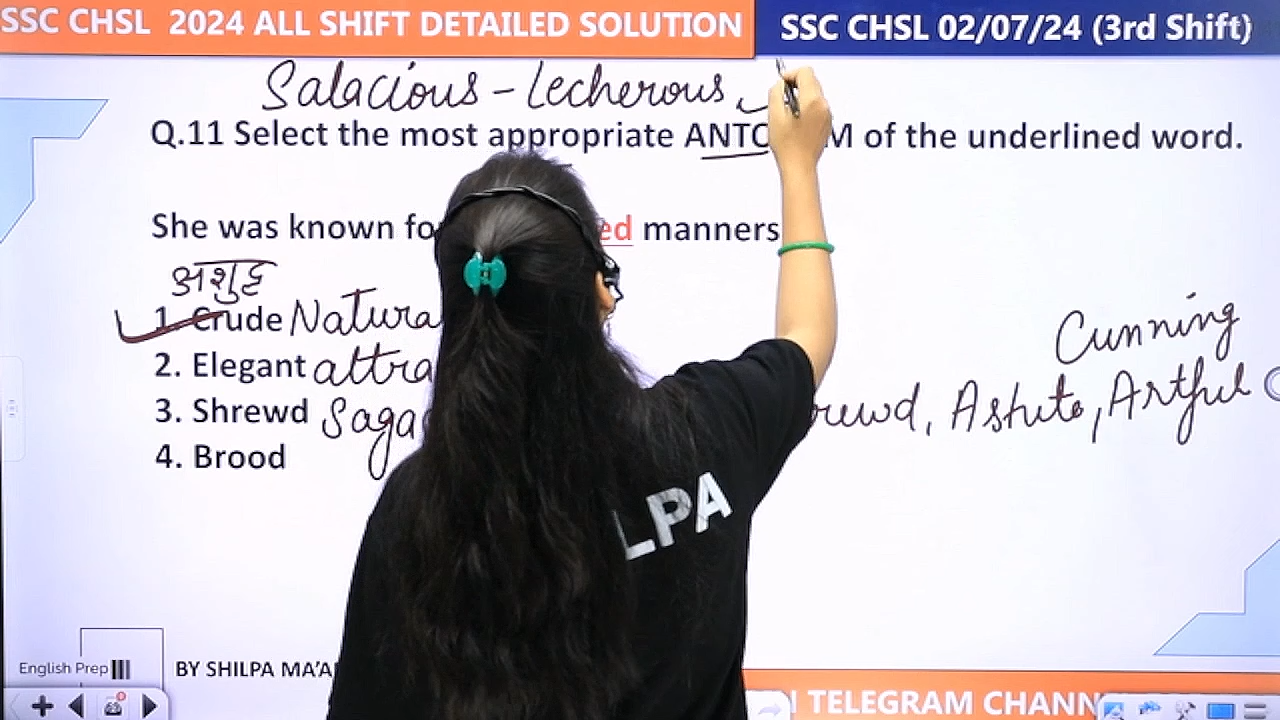 SSC CHSL 2024 ALL SHIFT DETAILED SOLUTION
SSC CHSL 02/07/24 (3rd Shift)
Salacious - Lecherous,
Q.11 Select the most appropriate ANTO M of the underlined word.
She was known fo ed manners
अशुद्ध
1. Crude Natura
2. Elegant attra
3. Shrewd Saga
Cunning
rewd, Astute, Artful
4. Brood
LPA
English Prep
BY SHILPA MA'A
N TELEGRAM CHANN